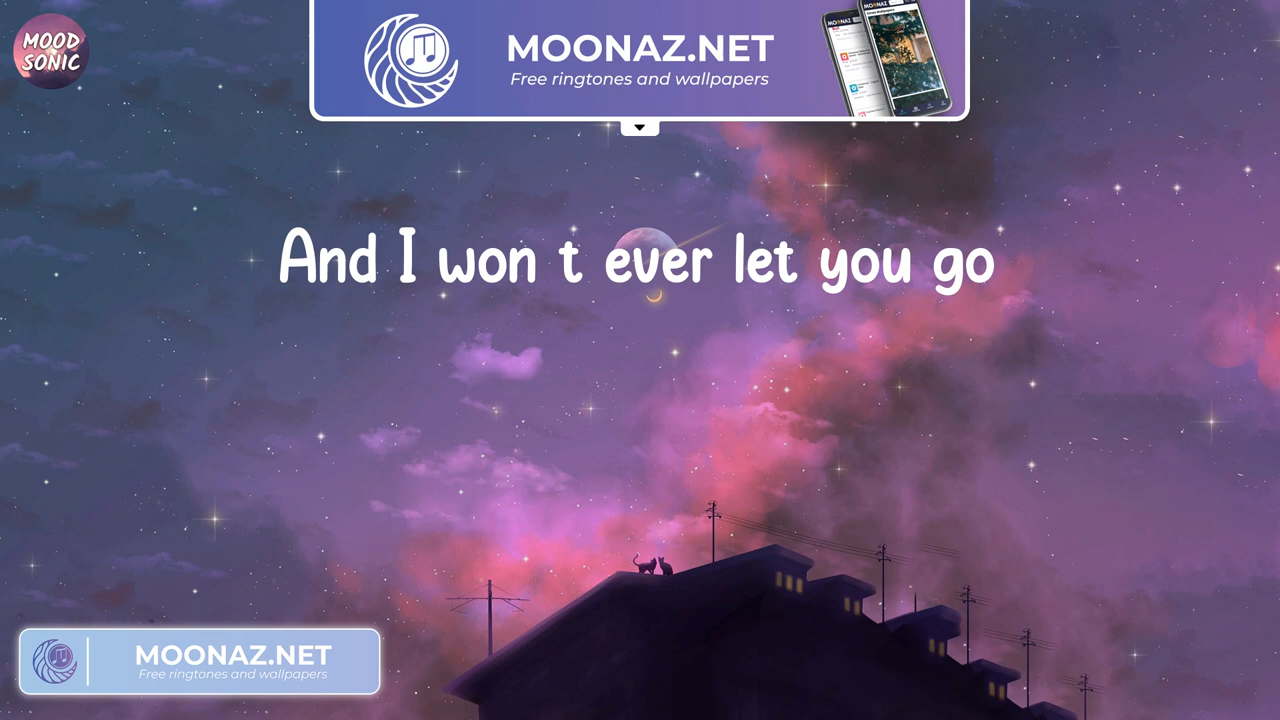 MOOD
SONIC
MOONAZ.NET
Free ringtones and wallpapers
And I won t ever let you go
MOONAZ.NET
Free ringtones and wallpapers